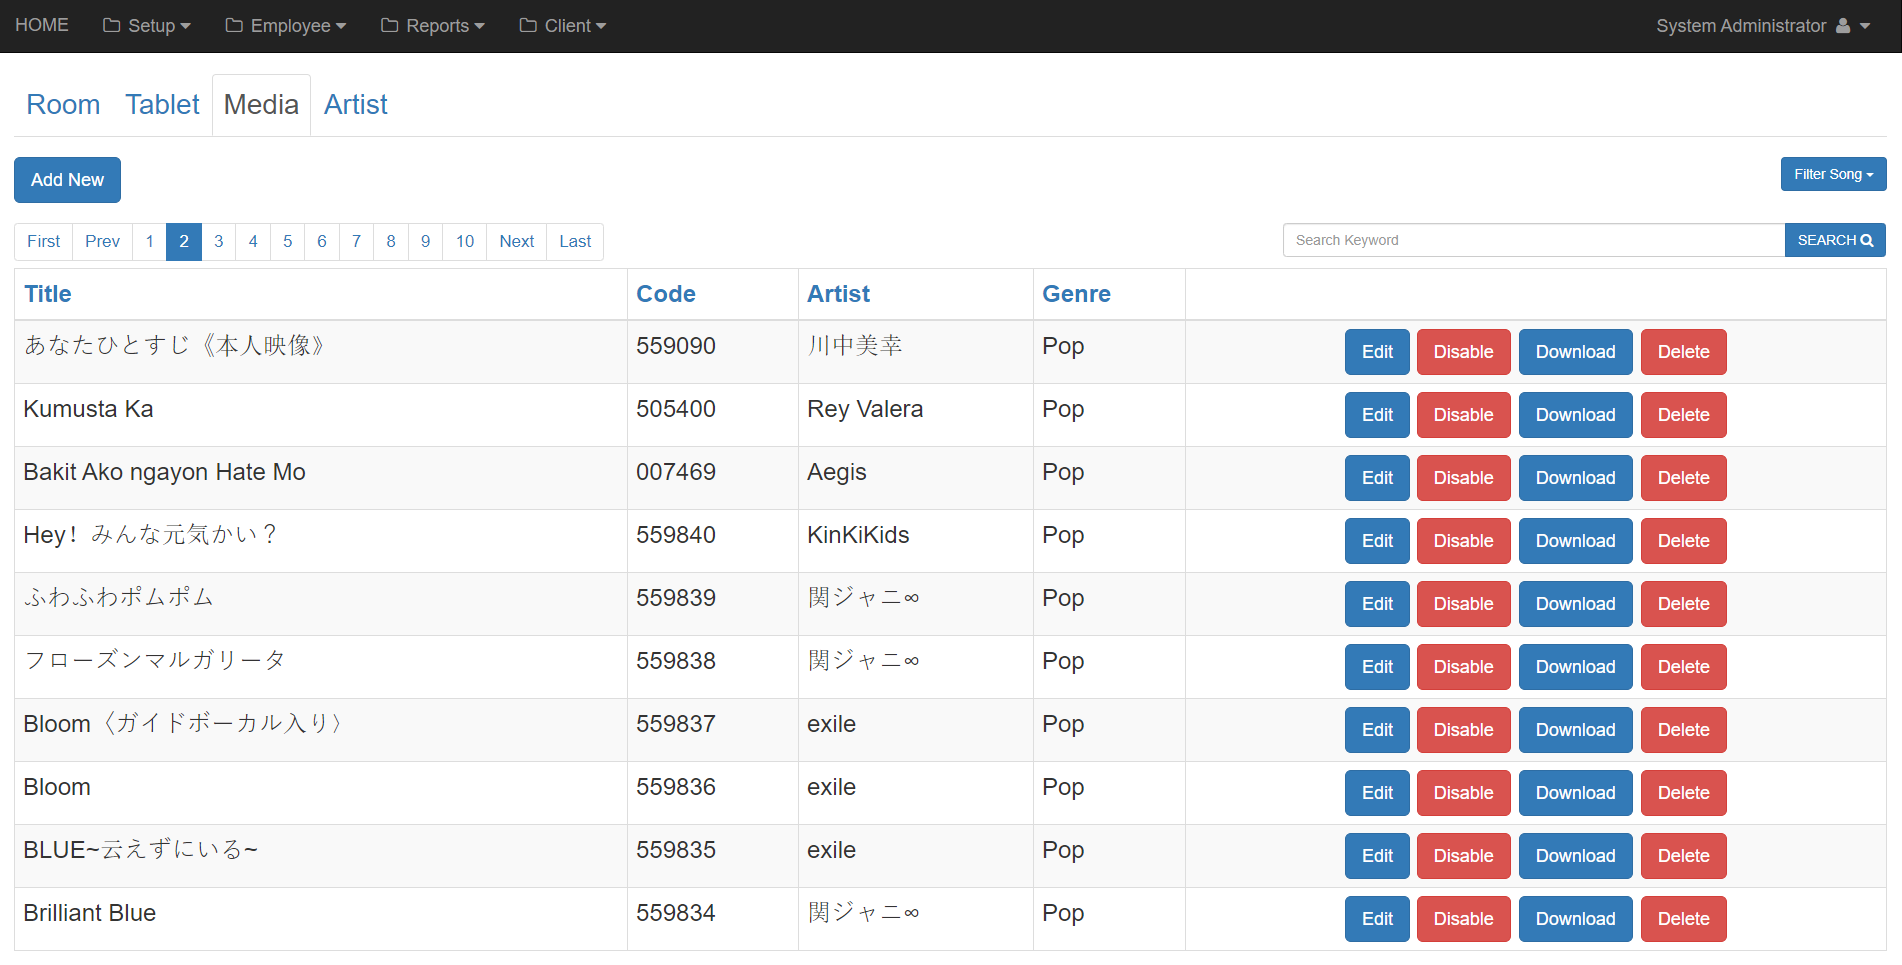 HOME Setup Employee Reports Client System Administrator
Room Tablet Media Artist
Add New Filter Song
First Prev 1 2 3 4 5 6 7 8 9 10 Next Last Search Keyword SEARCH
Title Code Artist Genre
あなたひとすじ《本人映像》 559090 川中美幸 Pop Edit Disable Download Delete
Kumusta Ka 505400 Rey Valera Pop Edit Disable Download Delete
Bakit Ako ngayon Hate Mo 007469 Aegis Pop Edit Disable Download Delete
Hey！みんな元気かい？ 559840 KinKiKids Pop Edit Disable Download Delete
ふわふわポムポム 559839 関ジャニ∞ Pop Edit Disable Download Delete
フローズンマルガリータ 559838 関ジャニ∞ Pop Edit Disable Download Delete
Bloom〈ガイドボーカル入り〉 559837 exile Pop Edit Disable Download Delete
Bloom 559836 exile Pop Edit Disable Download Delete
BLUE~云えずにいる~ 559835 exile Pop Edit Disable Download Delete
Brilliant Blue 559834 関ジャニ∞ Pop Edit Disable Download Delete